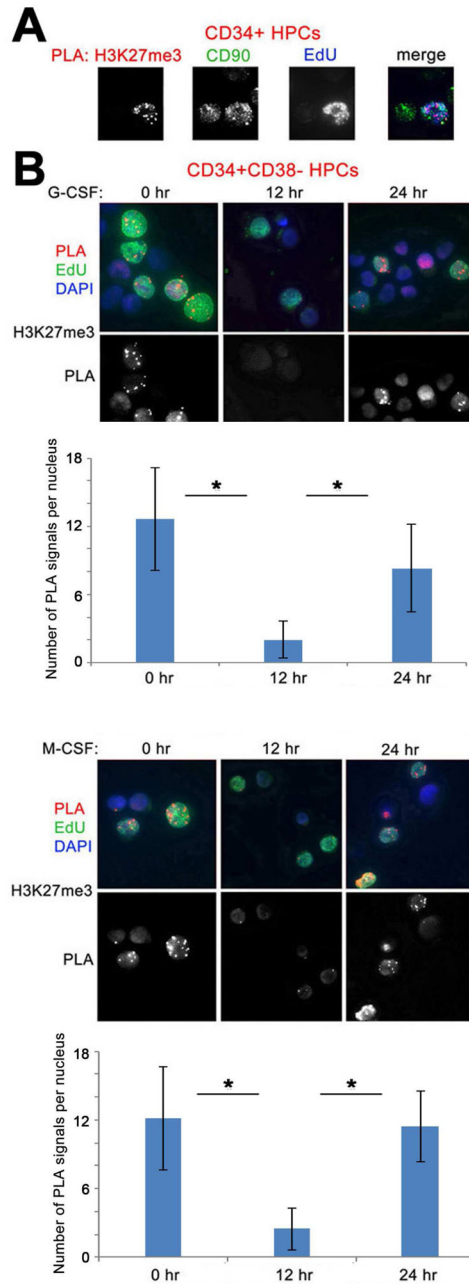 A
CD34+ HPCs
PLA: H3K27me3 CD90 EdU merge
B
CD34+CD38- HPCs
G-CSF: 0 hr 12 hr 24 hr
PLA
EdU
DAPI
H3K27me3
PLA
Number of PLA signals per nucleus
18
12
6
0
* *
0 hr 12 hr 24 hr
M-CSF: 0 hr 12 hr 24 hr
PLA
EdU
DAPI
H3K27me3
PLA
Number of PLA signals per nucleus
18
12
6
0
* *
0 hr 12 hr 24 hr